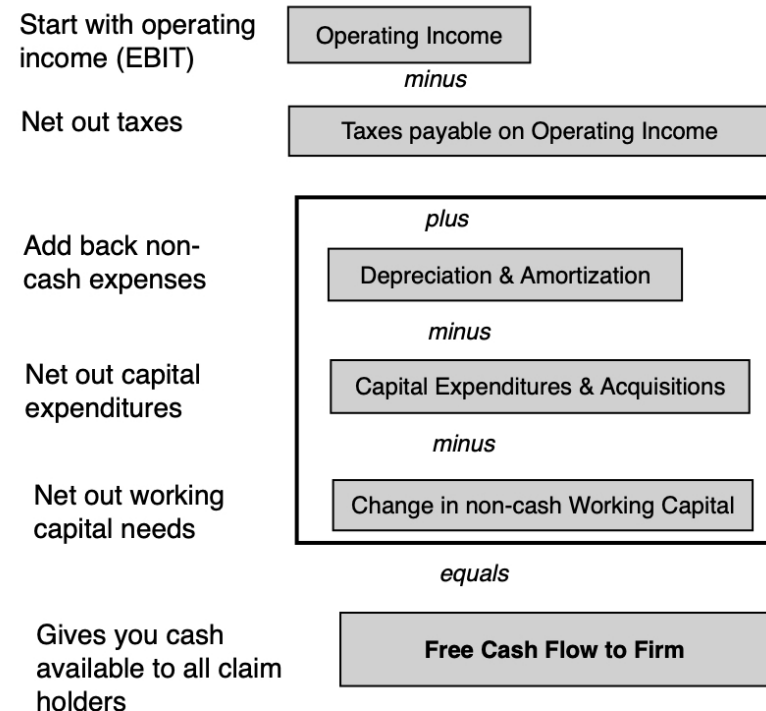 Start with operating
income (EBIT)
Operating Income
minus
Net out taxes
Taxes payable on Operating Income
plus
Add back non-
cash expenses
Depreciation & Amortization
minus
Net out capital
expenditures
Capital Expenditures & Acquisitions
minus
Net out working
capital needs
Change in non-cash Working Capital
equals
Gives you cash
available to all claim
holders
Free Cash Flow to Firm